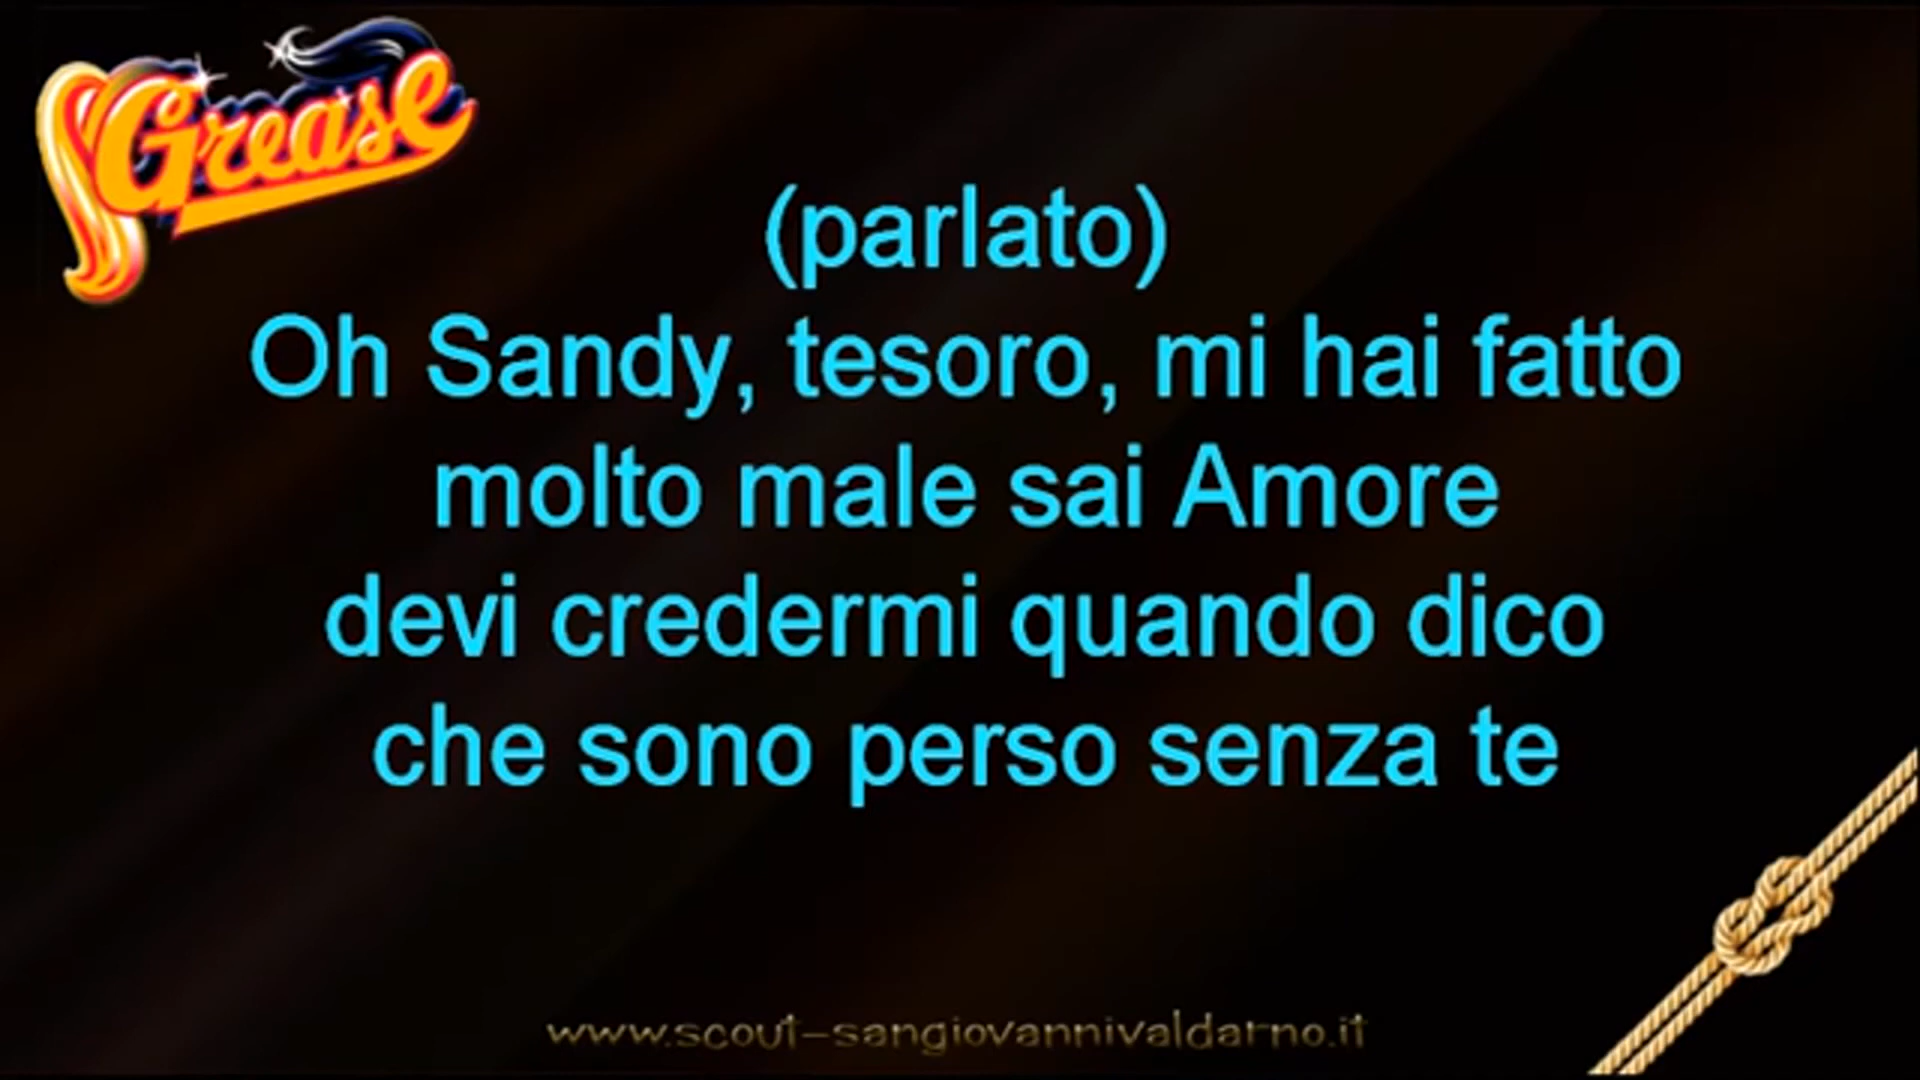 Grease
(parlato)
Oh Sandy, tesoro, mi hai fatto
molto male sai Amore
devi credermi quando dico
che sono perso senza te
www.scout-sangiovannivaldarno.it